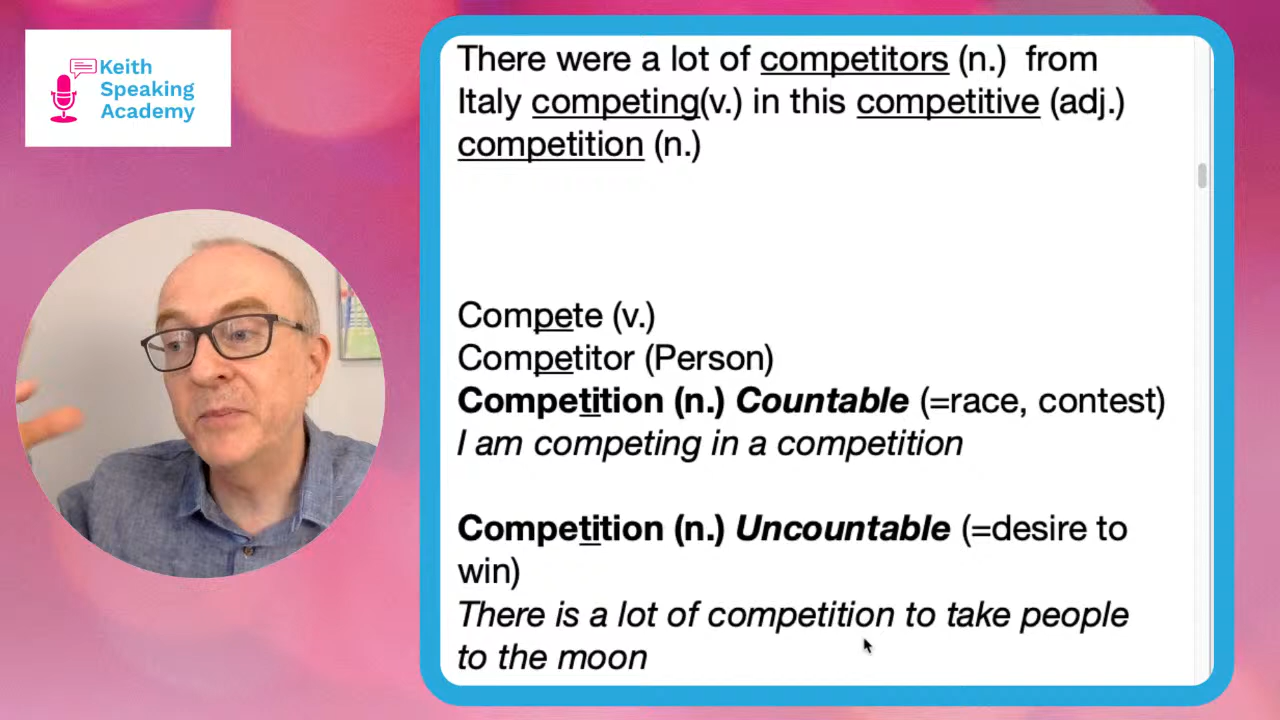 Keith
Speaking
Academy
There were a lot of competitors (n.) from
Italy competing(v.) in this competitive (adj.)
competition (n.)
Compete (v.)
Competitor (Person)
Competition (n.) Countable (=race, contest)
I am competing in a competition
Competition (n.) Uncountable (=desire to
win)
There is a lot of competition to take people
to the moon